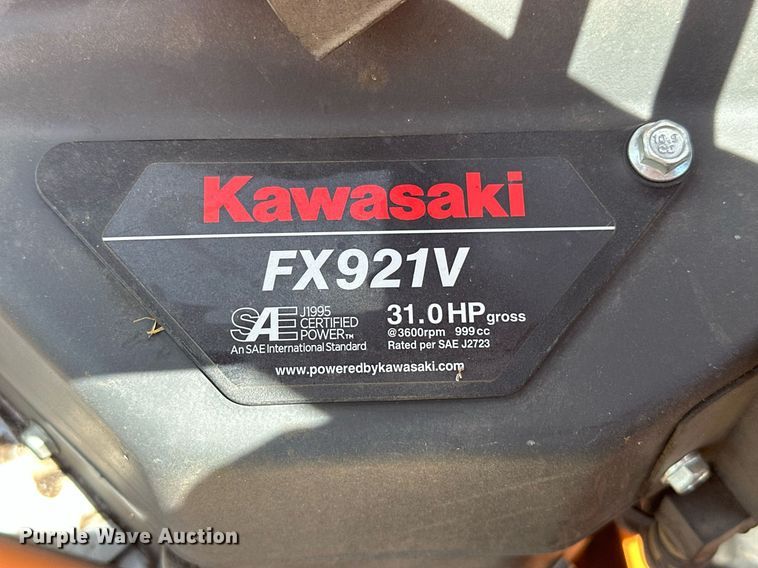 Kawasaki
FX921V
SAE J1995 CERTIFIED POWER™
An SAE International Standard
31.0 HP gross
@3600rpm 999cc
Rated per SAE J2723
www.poweredbykawasaki.com
Purple Wave Auction